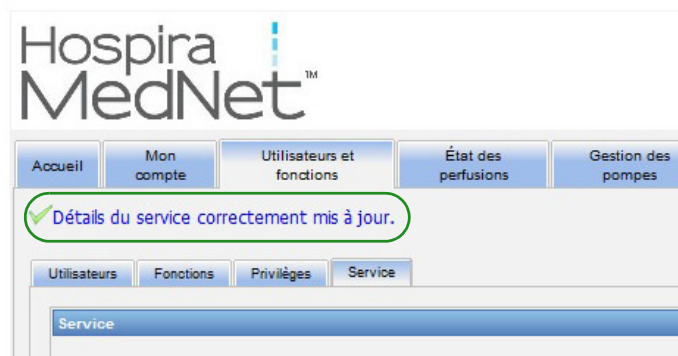 Hospira
MedNet™
Accueil
Mon
compte
Utilisateurs et
fonctions
État des
perfusions
Gestion des
pompes
Détails du service correctement mis à jour.
Utilisateurs
Fonctions
Privilèges
Service
Service